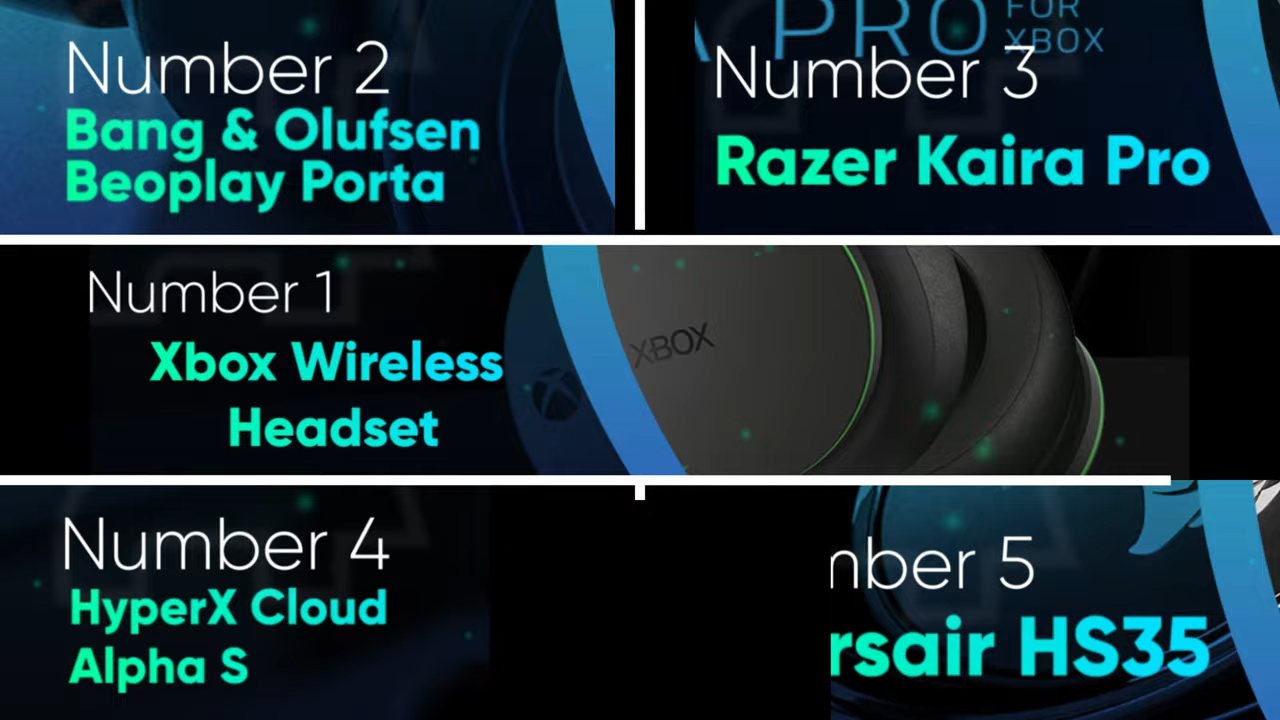 Number 2
Bang & Olufsen
Beoplay Porta
PRO FOR
XBOX
Number 3
Razer Kaira Pro
Number 1
Xbox Wireless
Headset
XBOX
Number 4
HyperX Cloud
Alpha S
mber 5
rsair HS35